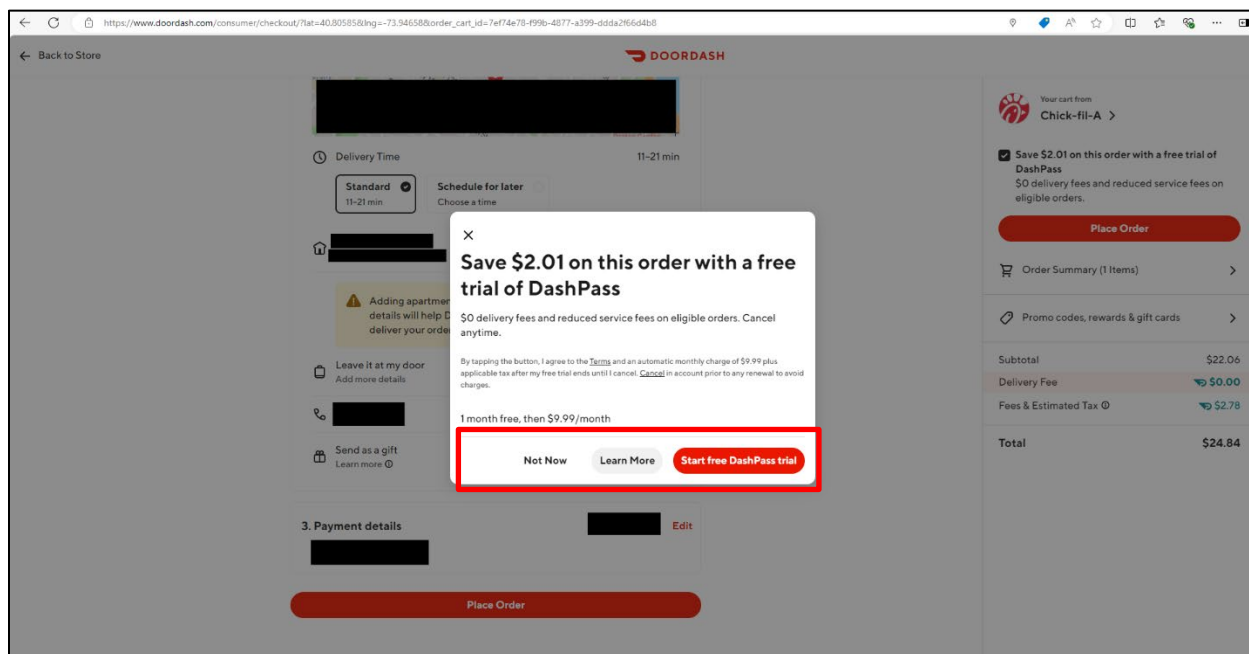 https://www.doordash.com/consumer/checkout/?lat=40.80585&lng=-73.94658&order_cart_id=7ef74e78-f99b-4877-a399-ddda2f66d4b8
Back to Store
DOORDASH
Delivery Time
11–21 min
Standard
11–21 min
Schedule for later
Choose a time
Adding apartmen
details will help D
deliver your orde
Leave it at my door
Add more details
Send as a gift
Learn more
3. Payment details
Edit
Place Order
Save $2.01 on this order with a free
trial of DashPass
$0 delivery fees and reduced service fees on eligible orders. Cancel
anytime.
By tapping the button, I agree to the Terms and an automatic monthly charge of $9.99 plus
applicable tax after my free trial ends until I cancel. Cancel in account prior to any renewal to avoid
charges.
1 month free, then $9.99/month
Not Now
Learn More
Start free DashPass trial
Your cart from
Chick-fil-A
Save $2.01 on this order with a free trial of
DashPass
$0 delivery fees and reduced service fees on
eligible orders.
Place Order
Order Summary (1 Items)
Promo codes, rewards & gift cards
Subtotal $22.06
Delivery Fee $0.00
Fees & Estimated Tax $2.78
Total $24.84